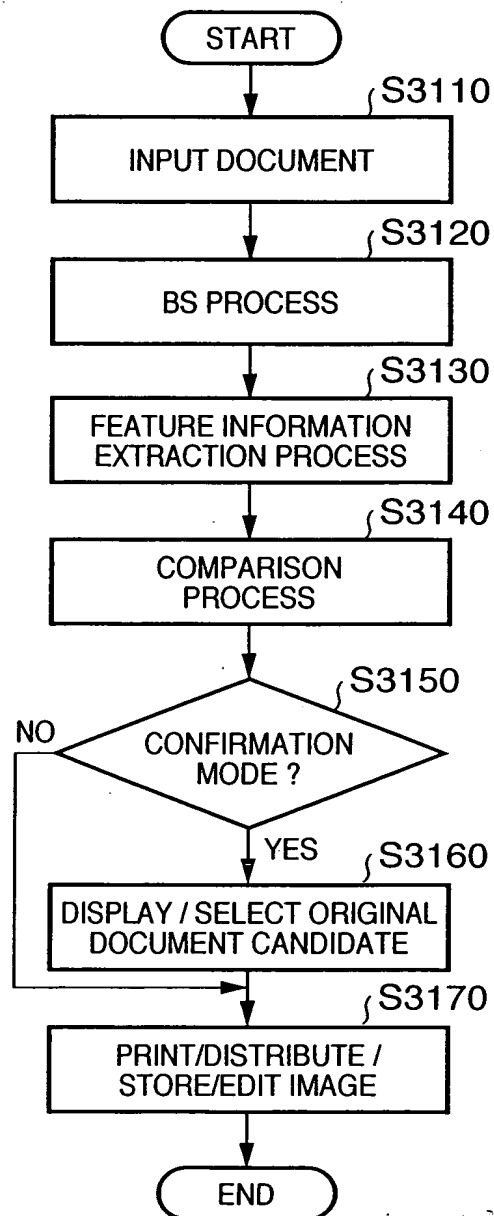 START
S3110
INPUT DOCUMENT
S3120
BS PROCESS
S3130
FEATURE INFORMATION
EXTRACTION PROCESS
S3140
COMPARISON
PROCESS
S3150
NO
CONFIRMATION
MODE ?
YES
S3160
DISPLAY / SELECT ORIGINAL
DOCUMENT CANDIDATE
S3170
PRINT/DISTRIBUTE /
STORE/EDIT IMAGE
END